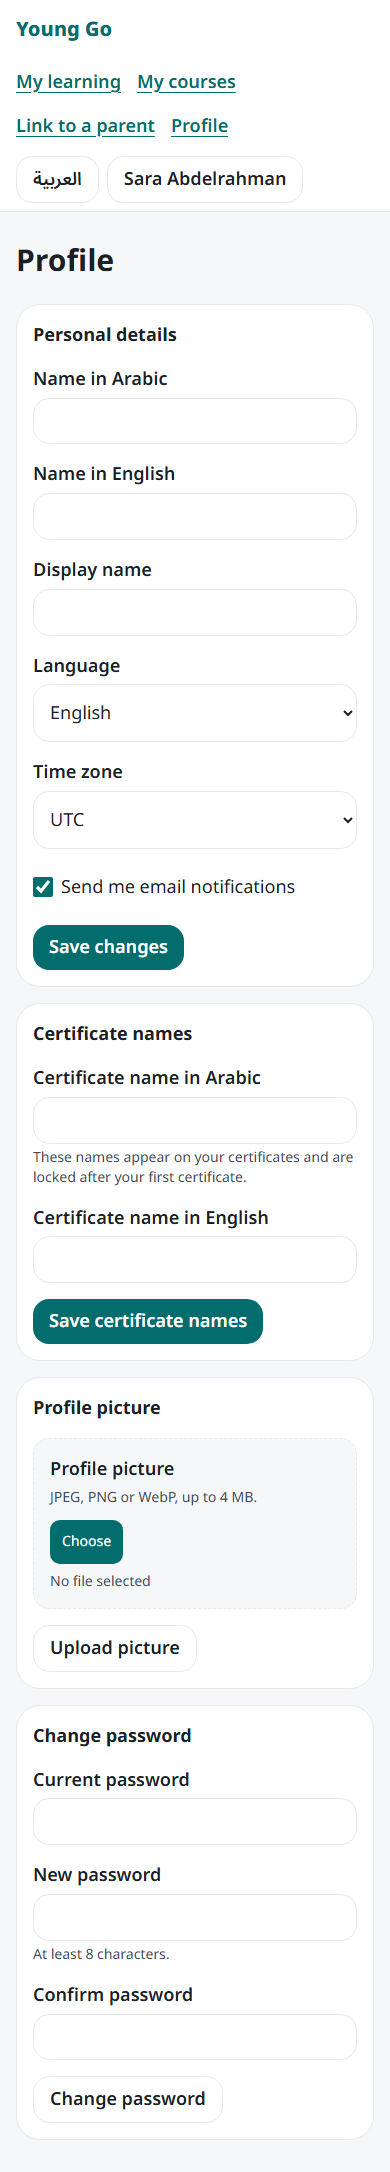 Young Go
My learning My courses
Link to a parent Profile
العربية Sara Abdelrahman
Profile
Personal details
Name in Arabic
Name in English
Display name
Language
English
Time zone
UTC
Send me email notifications
Save changes
Certificate names
Certificate name in Arabic
These names appear on your certificates and are
locked after your first certificate.
Certificate name in English
Save certificate names
Profile picture
Profile picture
JPEG, PNG or WebP, up to 4 MB.
Choose
No file selected
Upload picture
Change password
Current password
New password
At least 8 characters.
Confirm password
Change password